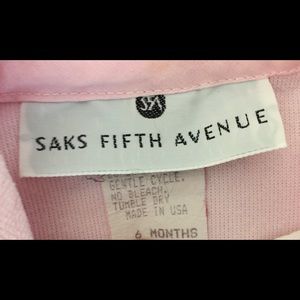 SFA
SAKS FIFTH AVENUE
GENTLE CYCLE.
NO BLEACH.
TUMBLE DRY
MADE IN USA
6 MONTHS